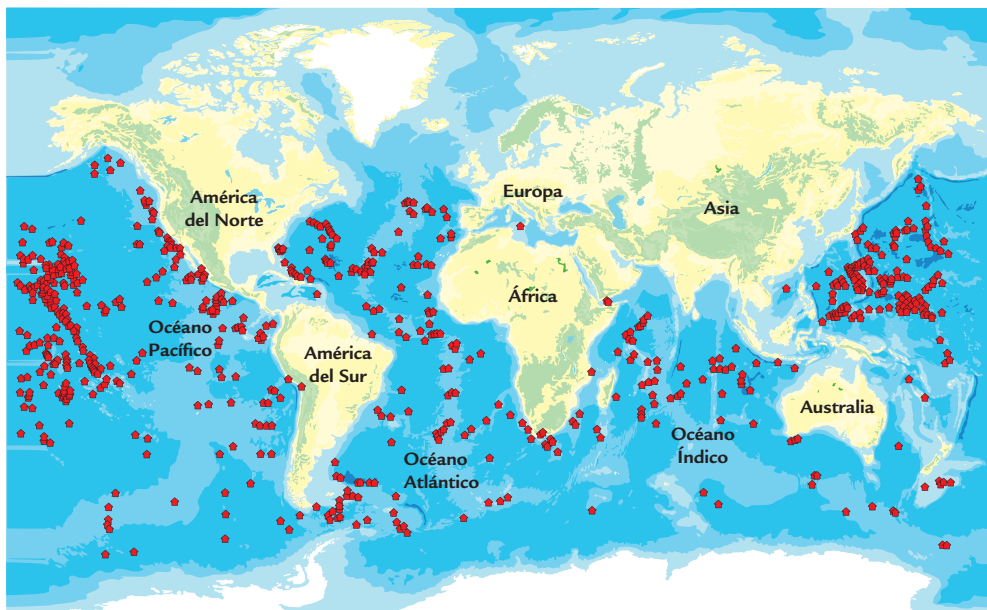 América
del Norte
Europa
Asia
África
Océano
Pacífico
América
del Sur
Australia
Océano
Índico
Océano
Atlántico